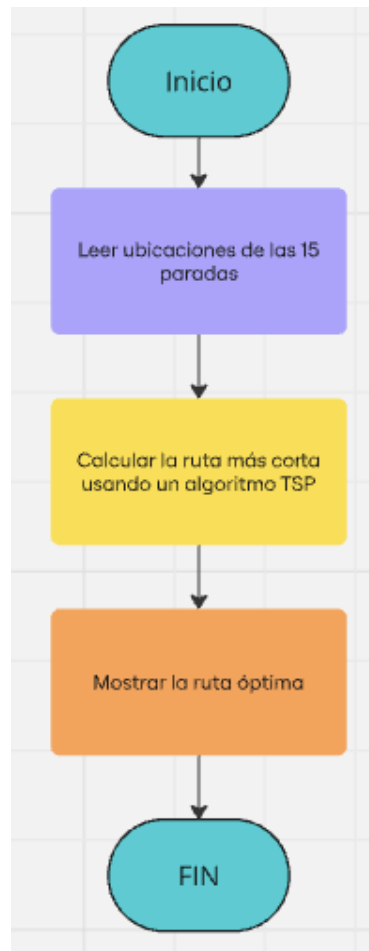 Inicio
Leer ubicaciones de las 15
paradas
Calcular la ruta más corta
usando un algoritmo TSP
Mostrar la ruta óptima
FIN